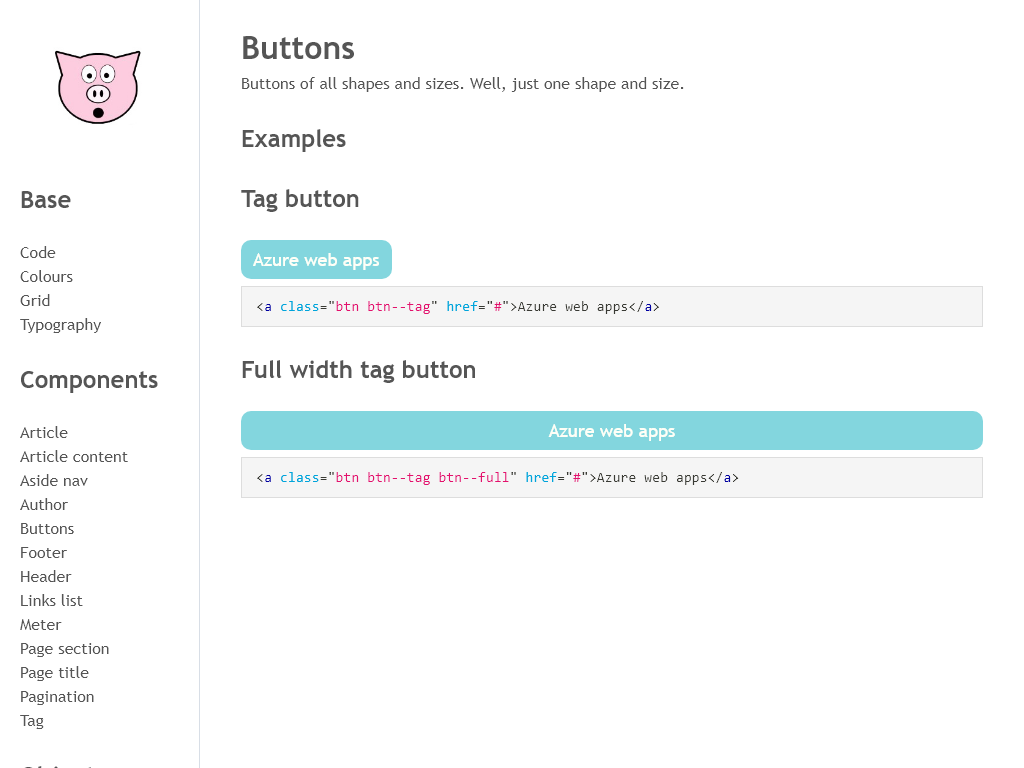 Base
Code
Colours
Grid
Typography
Components
Article
Article content
Aside nav
Author
Buttons
Footer
Header
Links list
Meter
Page section
Page title
Pagination
Tag
Buttons
Buttons of all shapes and sizes. Well, just one shape and size.
Examples
Tag button
Azure web apps
<a class="btn btn--tag" href="#">Azure web apps</a>
Full width tag button
Azure web apps
<a class="btn btn--tag btn--full" href="#">Azure web apps</a>